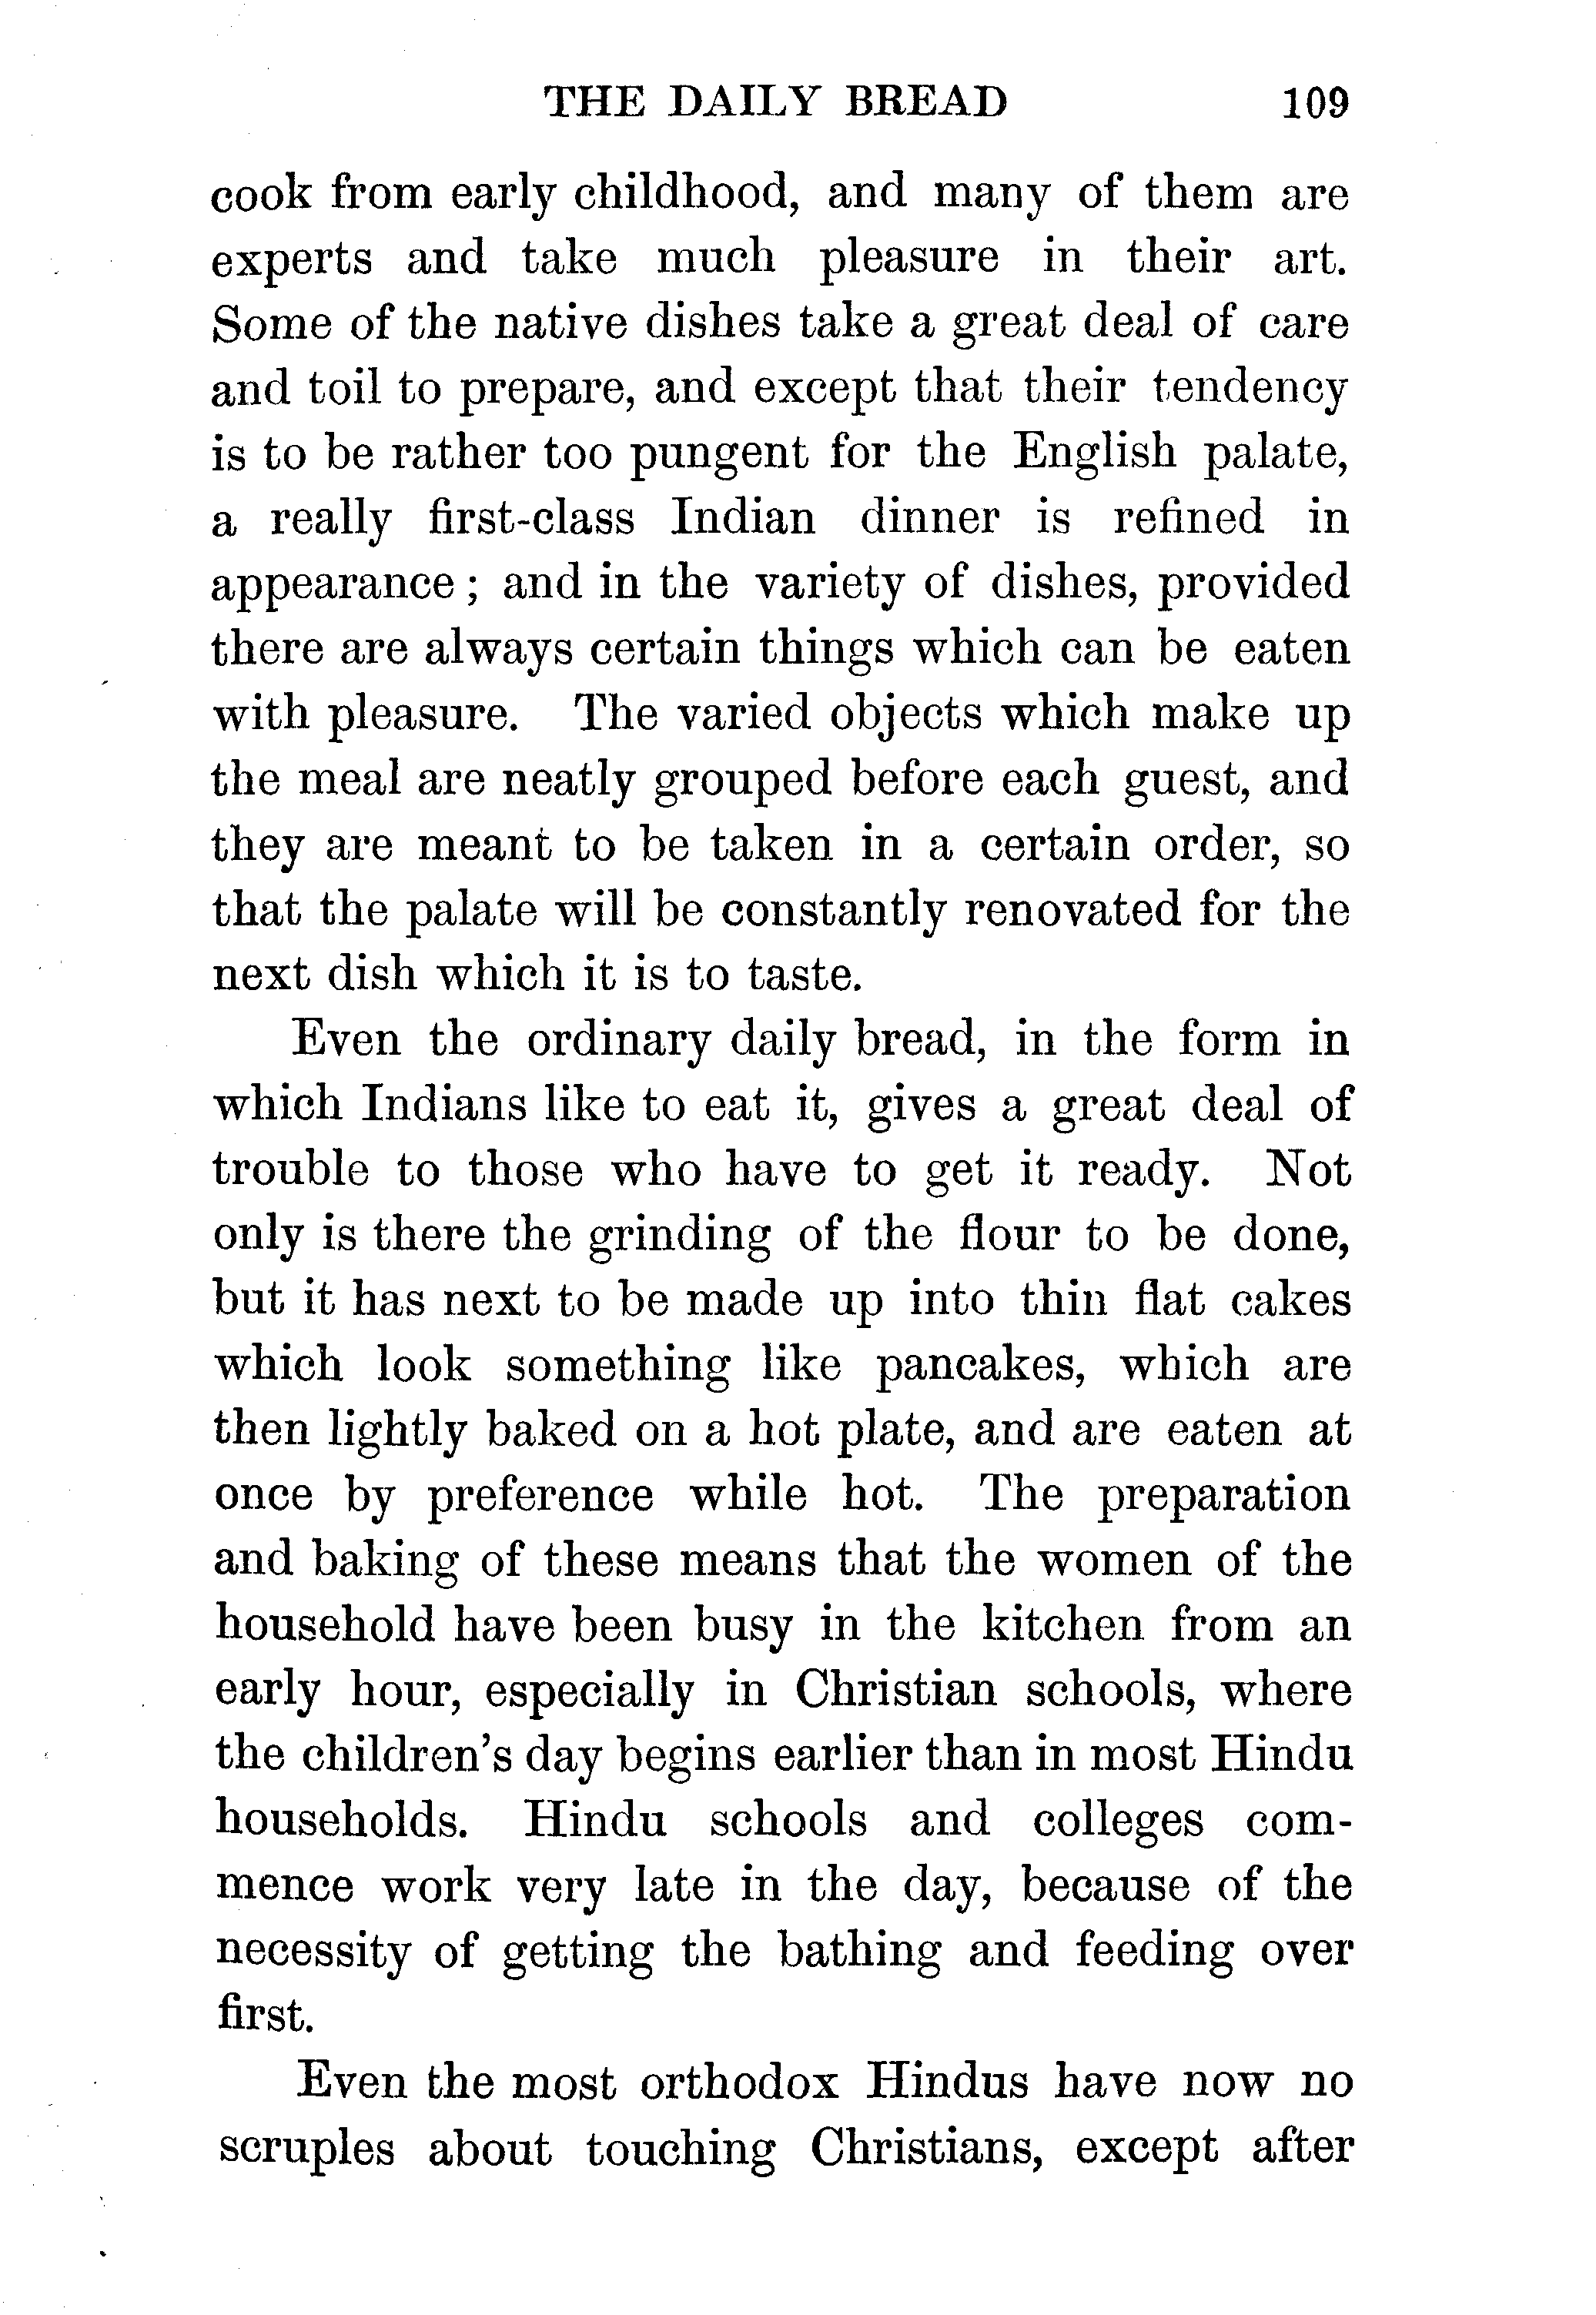 THE DAILY BREAD 109
cook from early childhood, and many of them are
experts and take much pleasure in their art.
Some of the native dishes take a great deal of care
and toil to prepare, and except that their tendency
is to be rather too pungent for the English palate,
a really first-class Indian dinner is refined in
appearance; and in the variety of dishes, provided
there are always certain things which can be eaten
with pleasure. The varied objects which make up
the meal are neatly grouped before each guest, and
they are meant to be taken in a certain order, so
that the palate will be constantly renovated for the
next dish which it is to taste.
Even the ordinary daily bread, in the form in
which Indians like to eat it, gives a great deal of
trouble to those who have to get it ready. Not
only is there the grinding of the flour to be done,
but it has next to be made up into thin flat cakes
which look something like pancakes, which are
then lightly baked on a hot plate, and are eaten at
once by preference while hot. The preparation
and baking of these means that the women of the
household have been busy in the kitchen from an
early hour, especially in Christian schools, where
the children's day begins earlier than in most Hindu
households. Hindu schools and colleges com-
mence work very late in the day, because of the
necessity of getting the bathing and feeding over
first.
Even the most orthodox Hindus have now no
scruples about touching Christians, except after